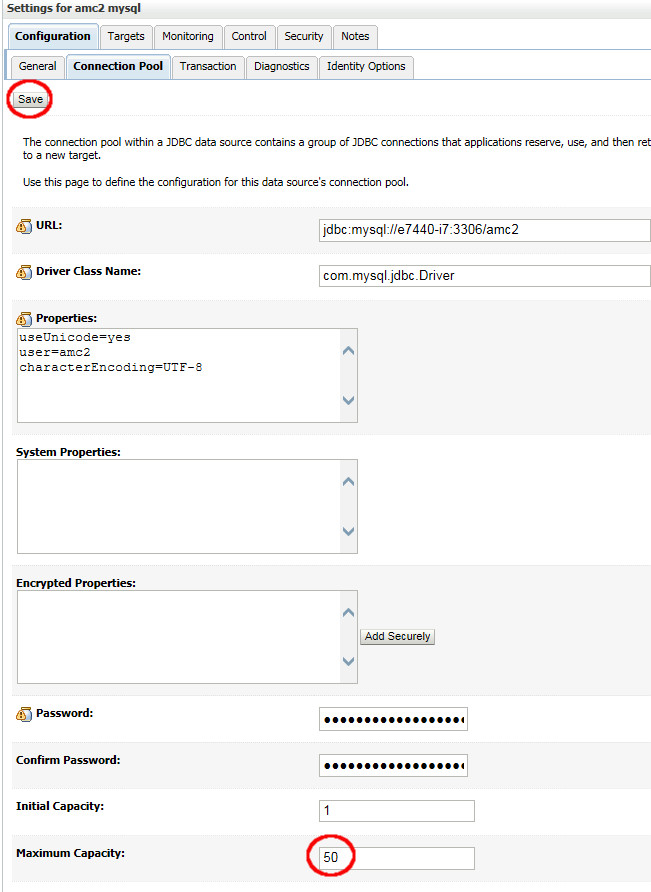 Settings for amc2 mysql
Configuration Targets Monitoring Control Security Notes
General Connection Pool Transaction Diagnostics Identity Options
Save
The connection pool within a JDBC data source contains a group of JDBC connections that applications reserve, use, and then ret
to a new target.
Use this page to define the configuration for this data source's connection pool.
URL: jdbc:mysql://e7440-i7:3306/amc2
Driver Class Name: com.mysql.jdbc.Driver
Properties:
useUnicode=yes
user=amc2
characterEncoding=UTF-8
System Properties:
Encrypted Properties:
Add Securely
Password:
Confirm Password:
Initial Capacity: 1
Maximum Capacity: 50